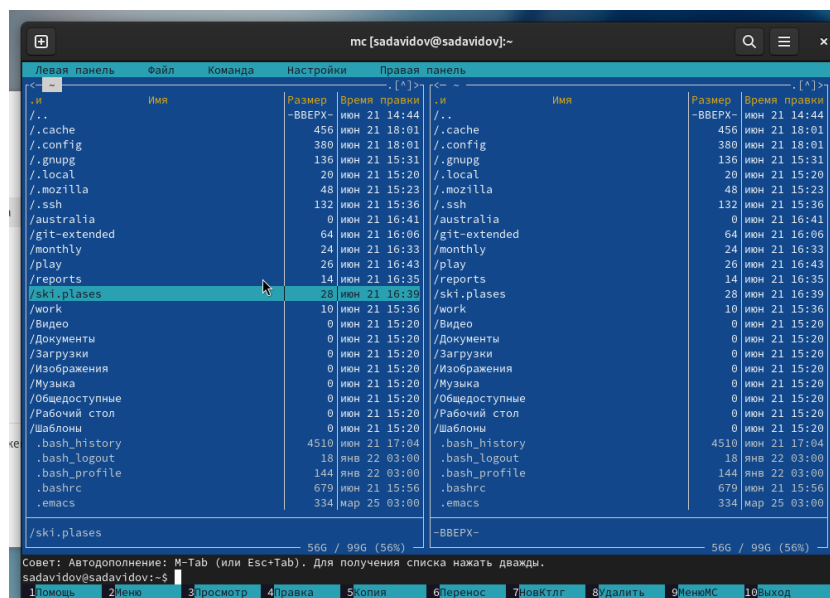 mc [sadavidov@sadavidov]:~
Левая панель Файл Команда Настройки Правая панель
<─ ~ .[^]> <─ ~ .[^]>
.и Имя Размер Время правки .и Имя Размер Время правки
/.. -ВВЕРХ- июн 21 14:44 /.. -ВВЕРХ- июн 21 14:44
/.cache 456 июн 21 18:01 /.cache 456 июн 21 18:01
/.config 380 июн 21 18:01 /.config 380 июн 21 18:01
/.gnupg 136 июн 21 15:31 /.gnupg 136 июн 21 15:31
/.local 20 июн 21 15:20 /.local 20 июн 21 15:20
/.mozilla 48 июн 21 15:23 /.mozilla 48 июн 21 15:23
/.ssh 132 июн 21 15:36 /.ssh 132 июн 21 15:36
/australia 0 июн 21 16:41 /australia 0 июн 21 16:41
/git-extended 64 июн 21 16:06 /git-extended 64 июн 21 16:06
/monthly 24 июн 21 16:33 /monthly 24 июн 21 16:33
/play 26 июн 21 16:43 /play 26 июн 21 16:43
/reports 14 июн 21 16:35 /reports 14 июн 21 16:35
/ski.plases 28 июн 21 16:39 /ski.plases 28 июн 21 16:39
/work 10 июн 21 15:36 /work 10 июн 21 15:36
/Видео 0 июн 21 15:20 /Видео 0 июн 21 15:20
/Документы 0 июн 21 15:20 /Документы 0 июн 21 15:20
/Загрузки 0 июн 21 15:20 /Загрузки 0 июн 21 15:20
/Изображения 0 июн 21 15:20 /Изображения 0 июн 21 15:20
/Музыка 0 июн 21 15:20 /Музыка 0 июн 21 15:20
/Общедоступные 0 июн 21 15:20 /Общедоступные 0 июн 21 15:20
/Рабочий стол 0 июн 21 15:20 /Рабочий стол 0 июн 21 15:20
/Шаблоны 0 июн 21 15:20 /Шаблоны 0 июн 21 15:20
.bash_history 4510 июн 21 17:04 .bash_history 4510 июн 21 17:04
.bash_logout 18 янв 22 03:00 .bash_logout 18 янв 22 03:00
.bash_profile 144 янв 22 03:00 .bash_profile 144 янв 22 03:00
.bashrc 679 июн 21 15:56 .bashrc 679 июн 21 15:56
.emacs 334 мар 25 03:00 .emacs 334 мар 25 03:00
/ski.plases -ВВЕРХ-
56G / 99G (56%) 56G / 99G (56%)
Совет: Автодополнение: M-Tab (или Esc+Tab). Для получения списка нажать дважды.
sadavidov@sadavidov:~$
1Помощь 2Меню 3Просмотр 4Правка 5Копия 6Перенос 7НовКтлг 8Удалить 9МенюМС 10Выход